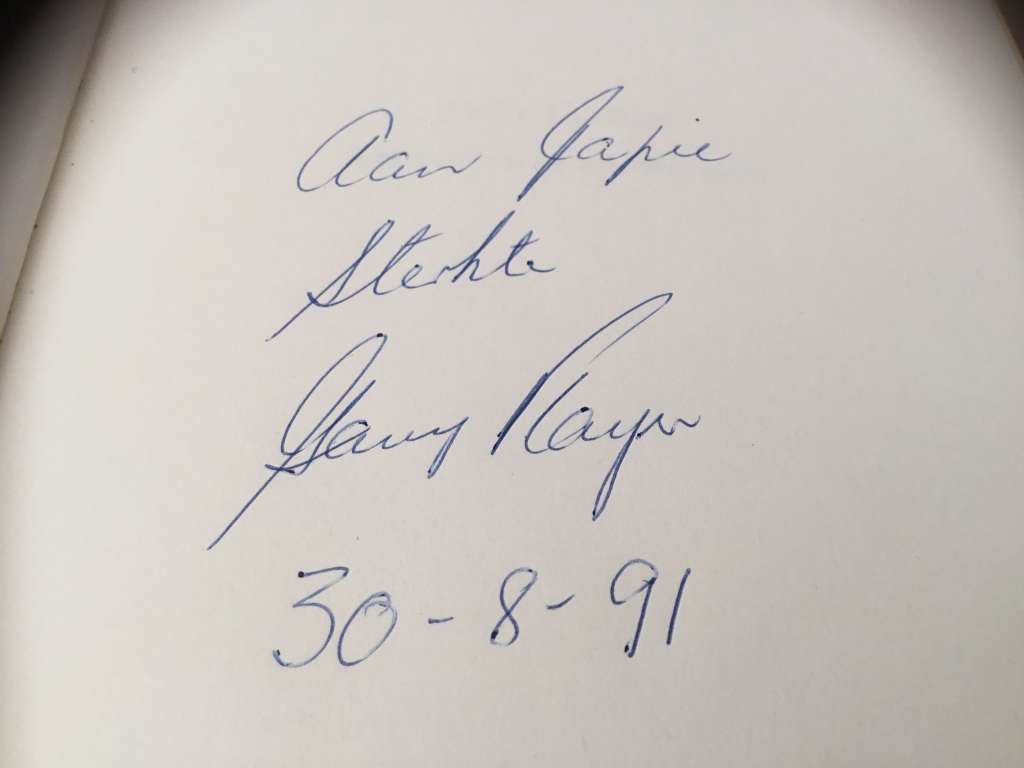 Aan Japie
Sterkte
Gary Player
30-8-91